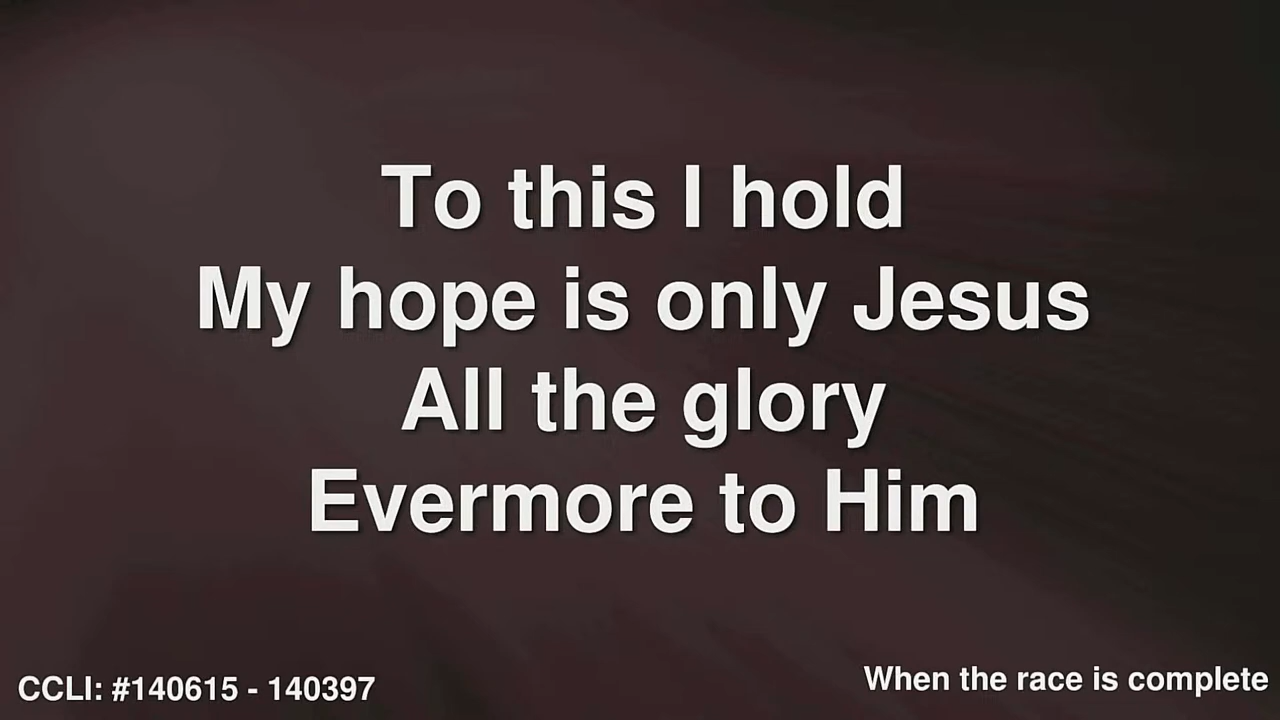 To this I hold
My hope is only Jesus
All the glory
Evermore to Him
CCLI: #140615 - 140397
When the race is complete